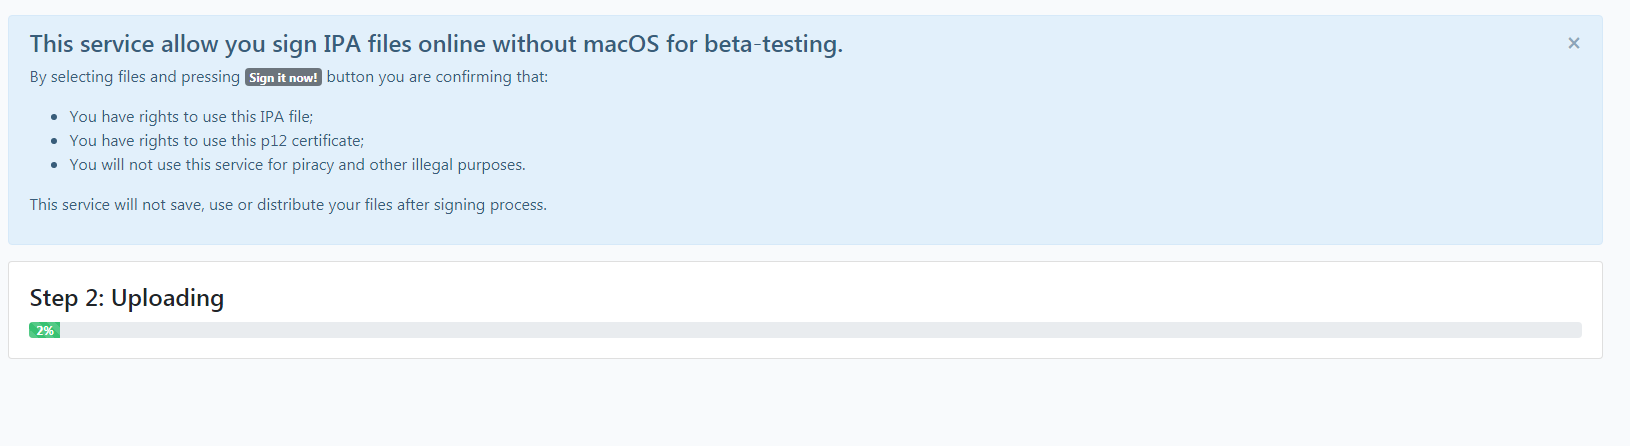 This service allow you sign IPA files online without macOS for beta-testing.
×
By selecting files and pressing Sign it now! button you are confirming that:
• You have rights to use this IPA file;
• You have rights to use this p12 certificate;
• You will not use this service for piracy and other illegal purposes.
This service will not save, use or distribute your files after signing process.
Step 2: Uploading
2%